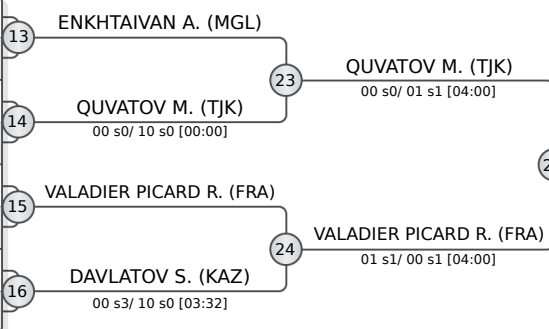 ENKHTAIVAN A. (MGL)
13
23
QUVATOV M. (TJK)
00 s0/ 01 s1 [04:00]
QUVATOV M. (TJK)
14
00 s0/ 10 s0 [00:00]
VALADIER PICARD R. (FRA)
15
24
VALADIER PICARD R. (FRA)
01 s1/ 00 s1 [04:00]
DAVLATOV S. (KAZ)
16
00 s3/ 10 s0 [03:32]